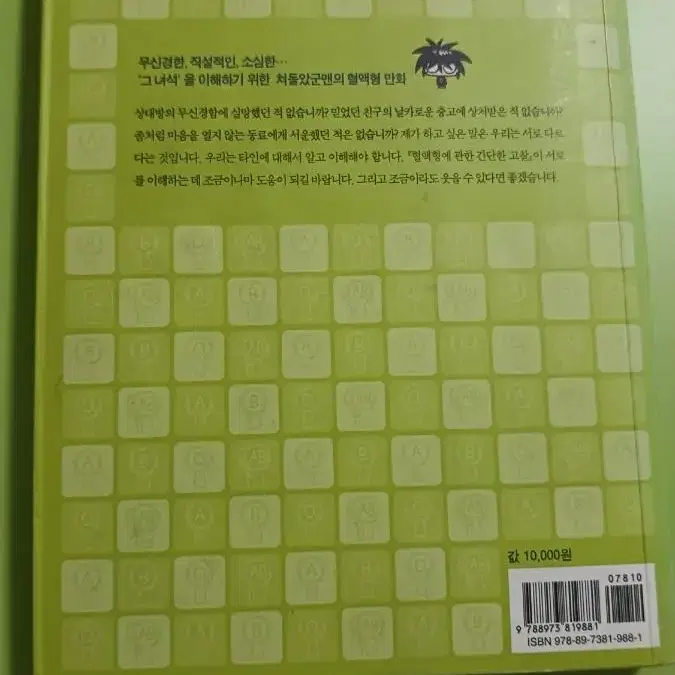 무신경한, 직설적인, 소심한…
'그 녀석' 을 이해하기 위한 쳐돌았군맨의 혈액형 만화
상대방의 무신경함에 실망했던 적 없습니까? 믿었던 친구의 날카로운 충고에 상처받은 적 없습니까?
좀처럼 마음을 열지 않는 동료에게 서운했던 적은 없습니까? 제가 하고 싶은 말은 우리는 서로 다르
다는 것입니다. 우리는 타인에 대해서 알고 이해해야 합니다. 『혈액형에 관한 간단한 고찰』이 서로
를 이해하는 데 조금이나마 도움이 되길 바랍니다. 그리고 조금이라도 웃을 수 있다면 좋겠습니다.
값 10,000원
07810
9 788973 819881
ISBN 978-89-7381-988-1